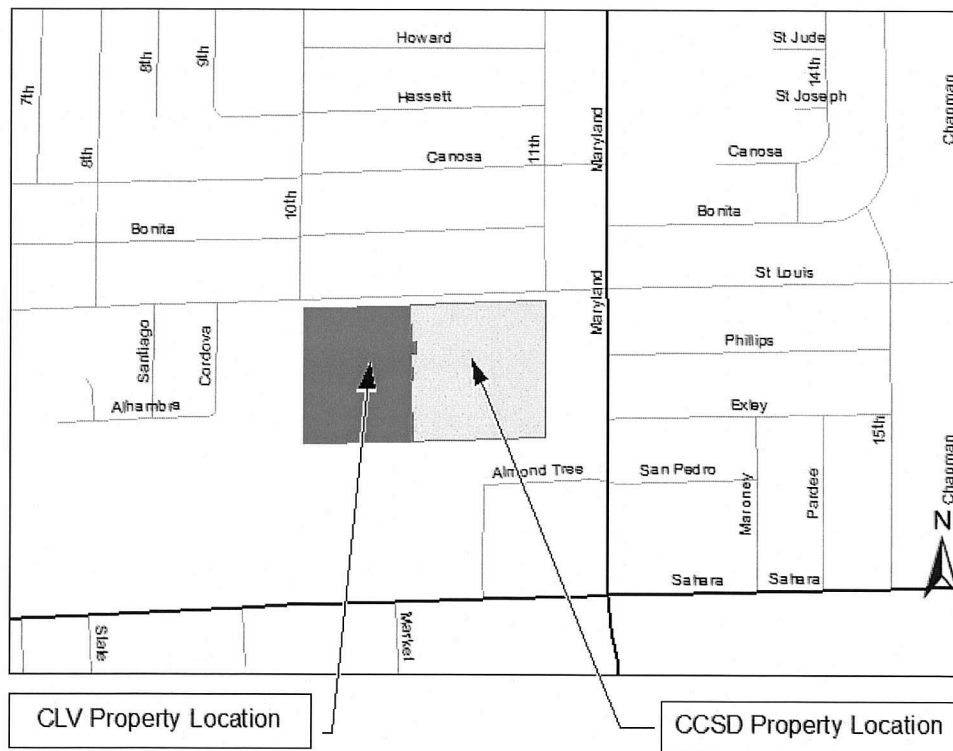 Howard
St Jude
7th
8th
9th
14th
Hassett
St Joseph
Chapman
8th
Canosa
11th
Maryland
Canosa
10th
Bonita
Bonita
St Louis
Santiago
Cordova
Maryland
Phillips
Alhambra
Exley
15th
Almond Tree
San Pedro
Maroney
Pardee
Chapman
N
Sahara
Sahara
State
Market
CLV Property Location
CCSD Property Location